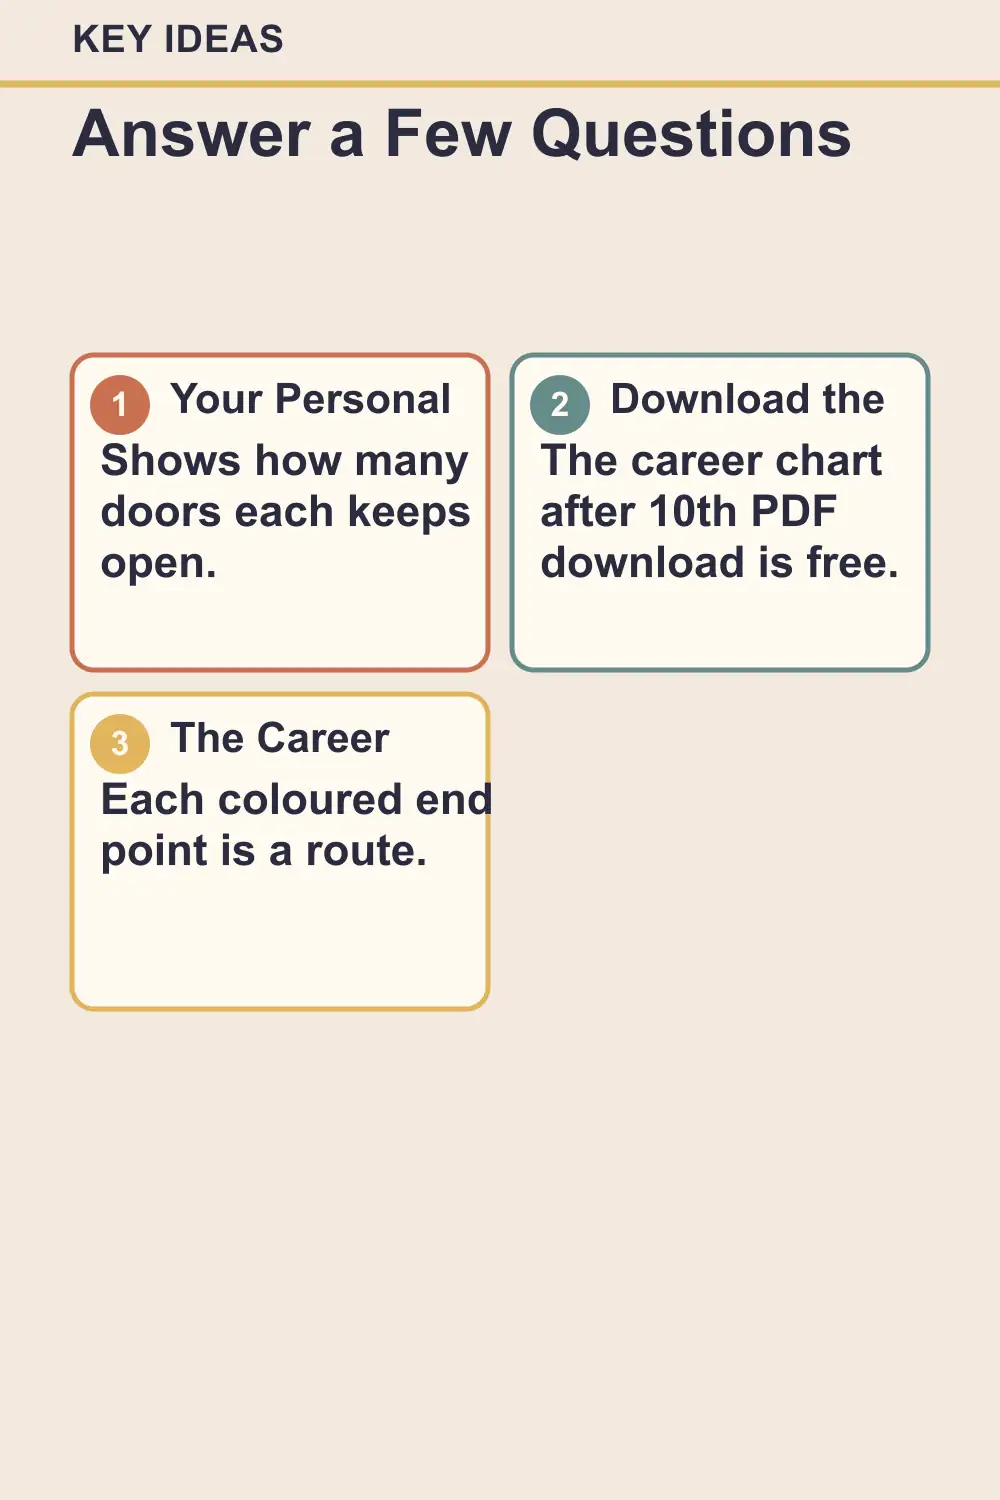 KEY IDEAS
Answer a Few Questions
1 Your Personal
Shows how many
doors each keeps
open.
2 Download the
The career chart
after 10th PDF
download is free.
3 The Career
Each coloured end
point is a route.